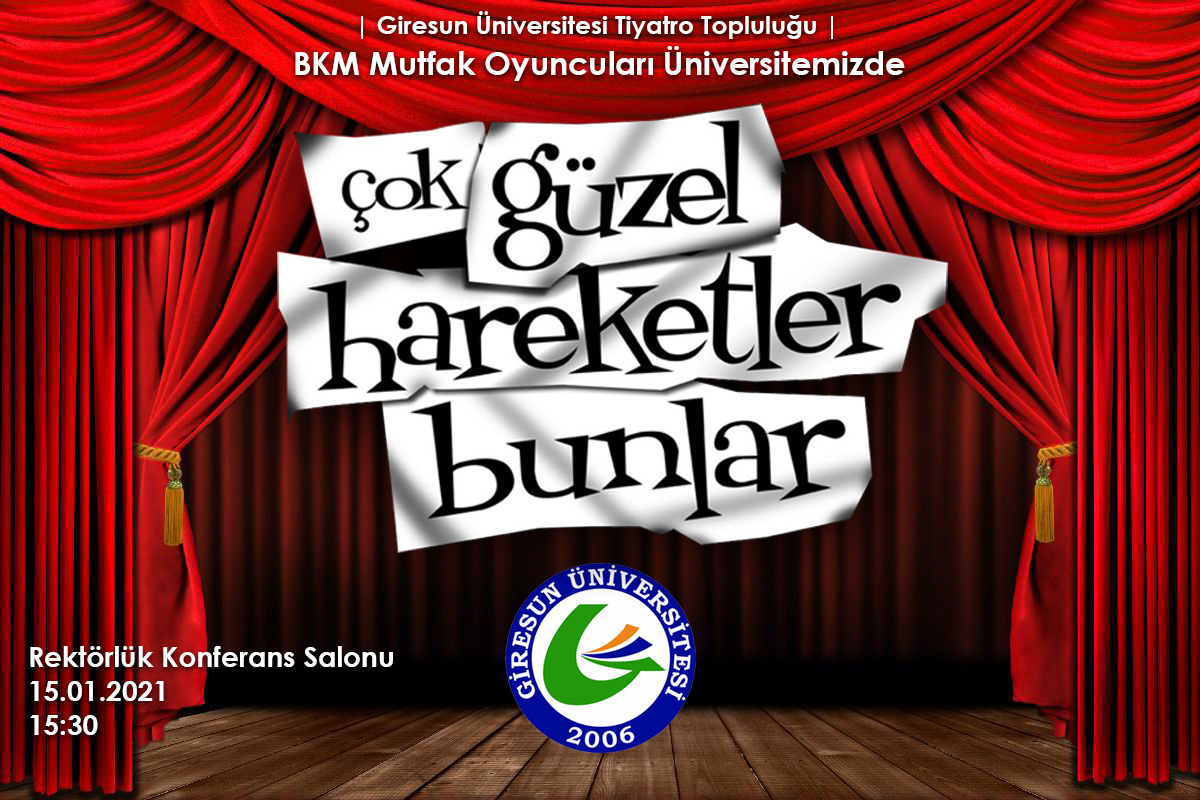 | Giresun Üniversitesi Tiyatro Topluluğu |
BKM Mutfak Oyuncuları Üniversitemizde
çok güzel
hareketler
bunlar
GİRESUN ÜNİVERSİTESİ
2006
Rektörlük Konferans Salonu
15.01.2021
15:30